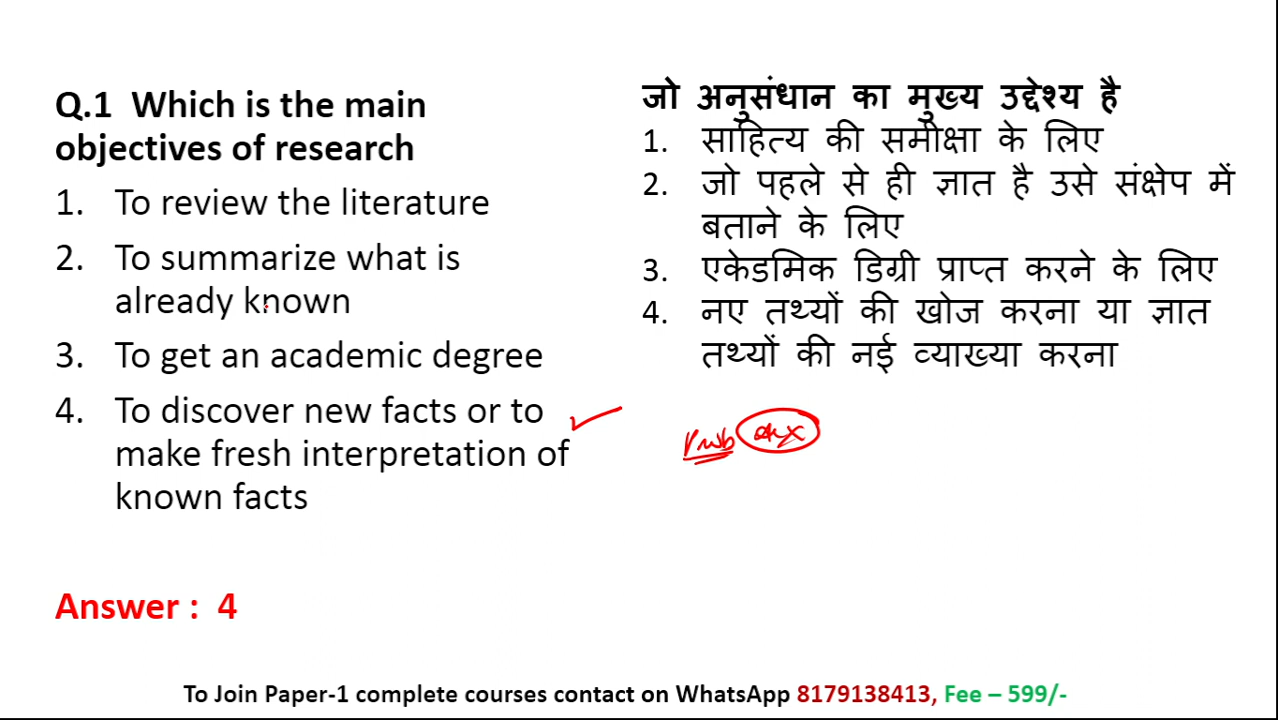 Q.1 Which is the main
objectives of research
1. To review the literature
2. To summarize what is
already known
3. To get an academic degree
4. To discover new facts or to
make fresh interpretation of
known facts
Answer : 4
जो अनुसंधान का मुख्य उद्देश्य है
1. साहित्य की समीक्षा के लिए
2. जो पहले से ही ज्ञात है उसे संक्षेप में
बताने के लिए
3. एकेडमिक डिग्री प्राप्त करने के लिए
4. नए तथ्यों की खोज करना या ज्ञात
तथ्यों की नई व्याख्या करना
To Join Paper-1 complete courses contact on WhatsApp 8179138413, Fee – 599/-